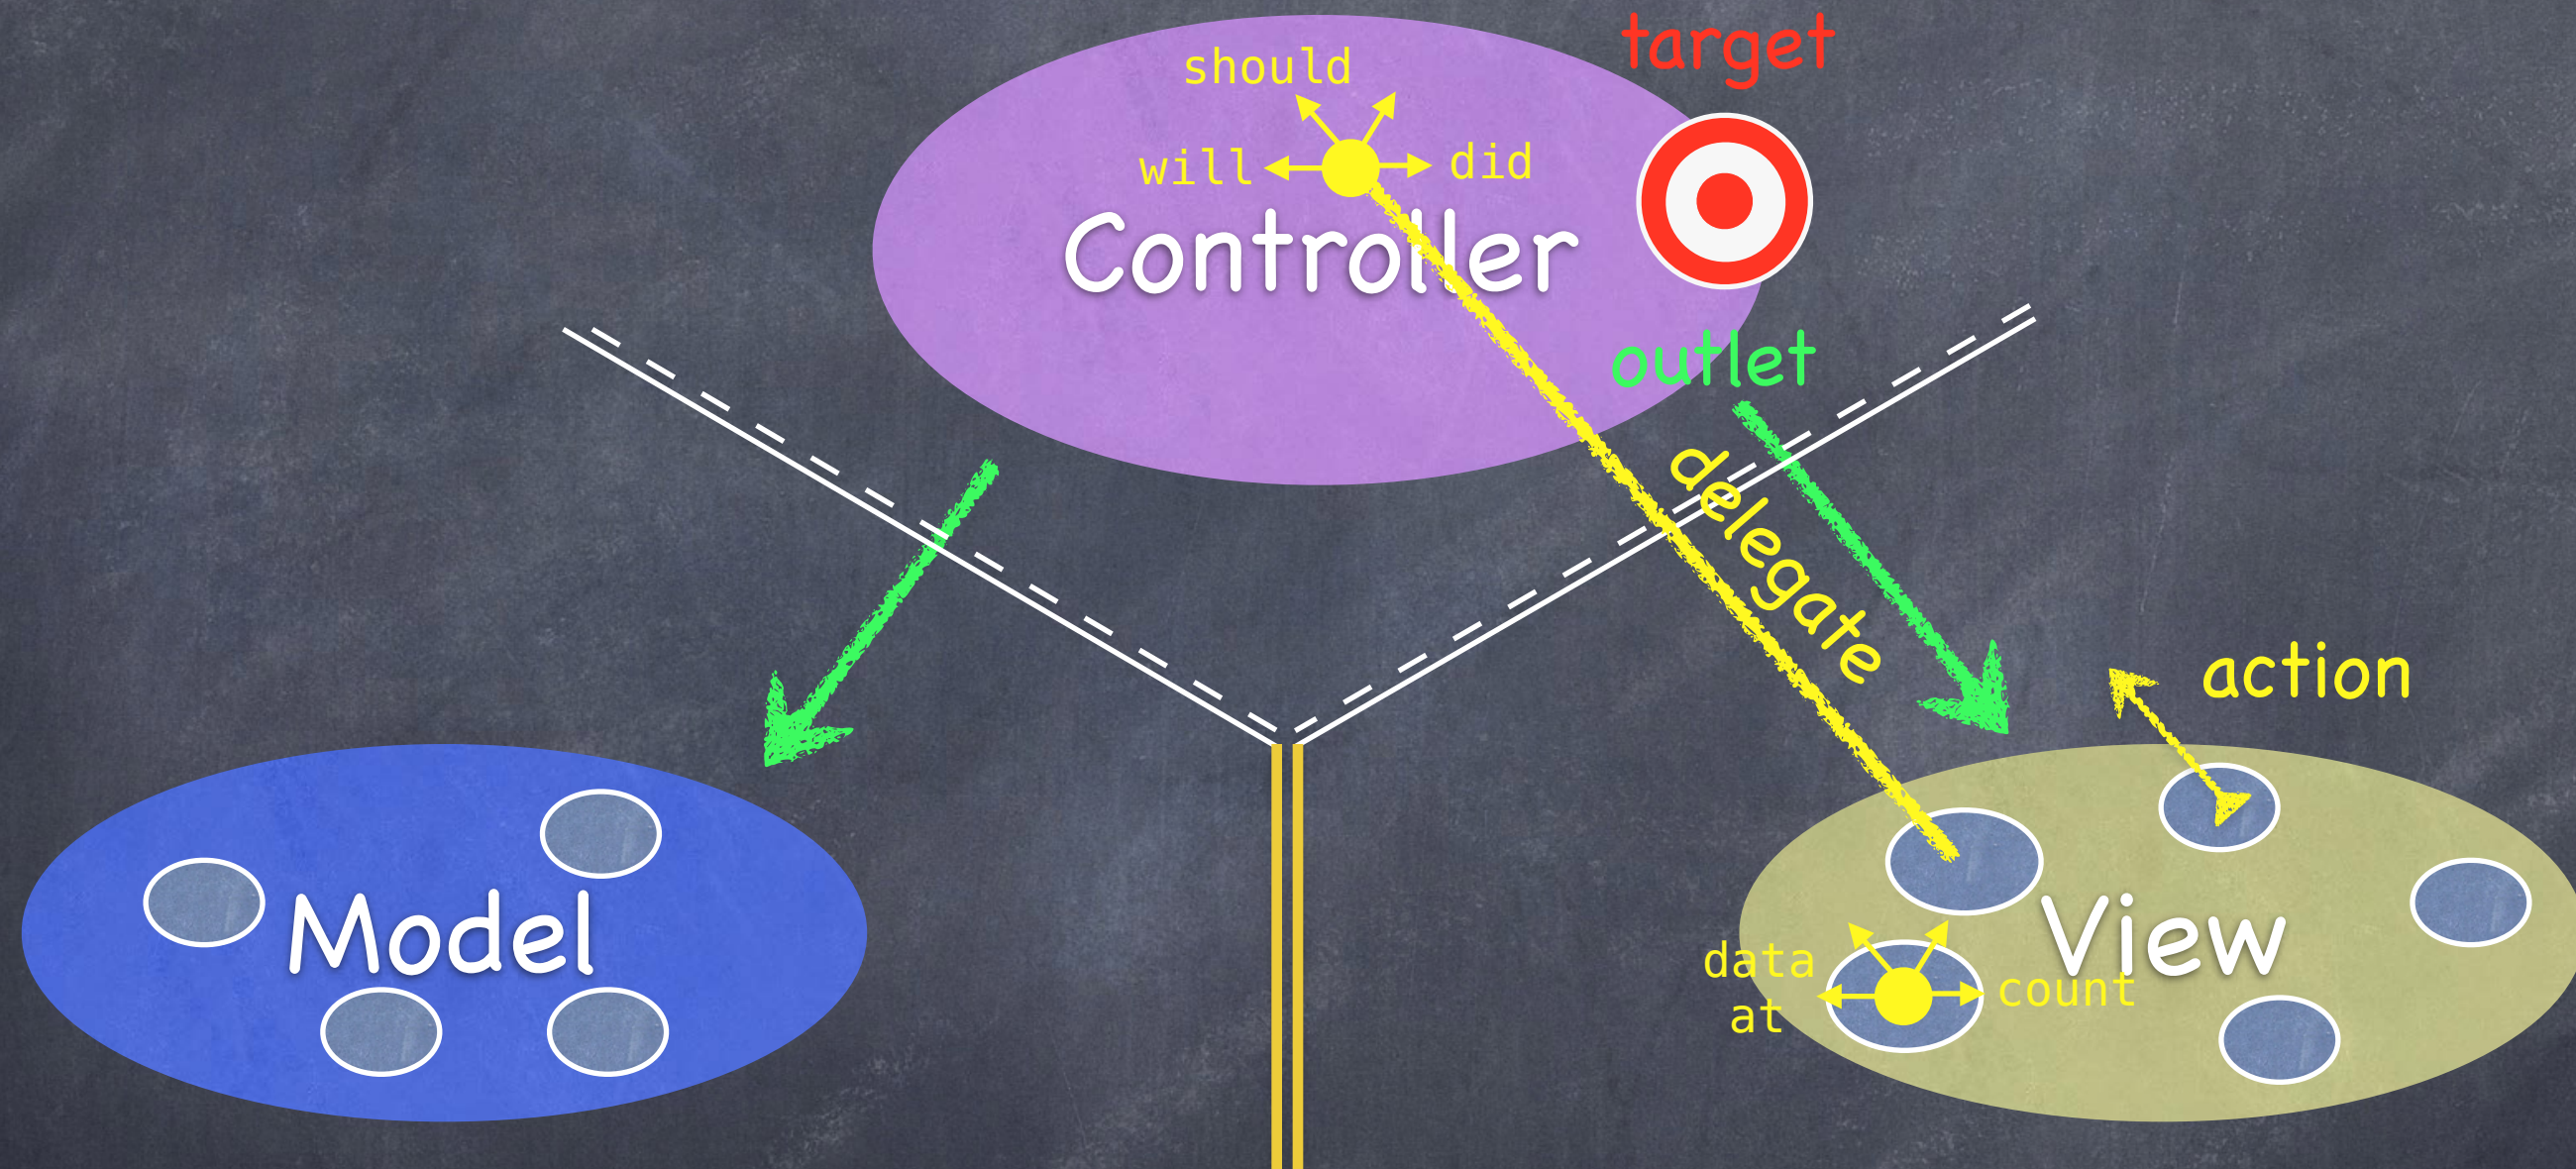 target
should
will
did
Controller
outlet
delegate
action
Model
View
data
at
count